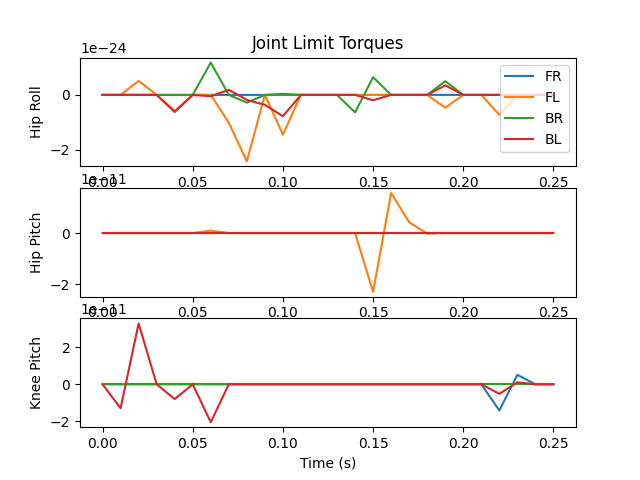 Joint Limit Torques
1e−24
Hip Roll
0
−2
FR
FL
BR
BL
0.00 0.05 0.10 0.15 0.20 0.25
1e−11
Hip Pitch
0
−2
0.00 0.05 0.10 0.15 0.20 0.25
1e−11
Knee Pitch
2
0
−2
0.00 0.05 0.10 0.15 0.20 0.25
Time (s)